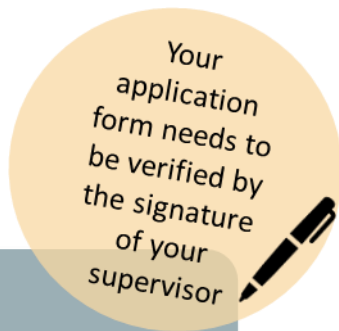 Your
application
form needs to
be verified by
the signature
of your
supervisor